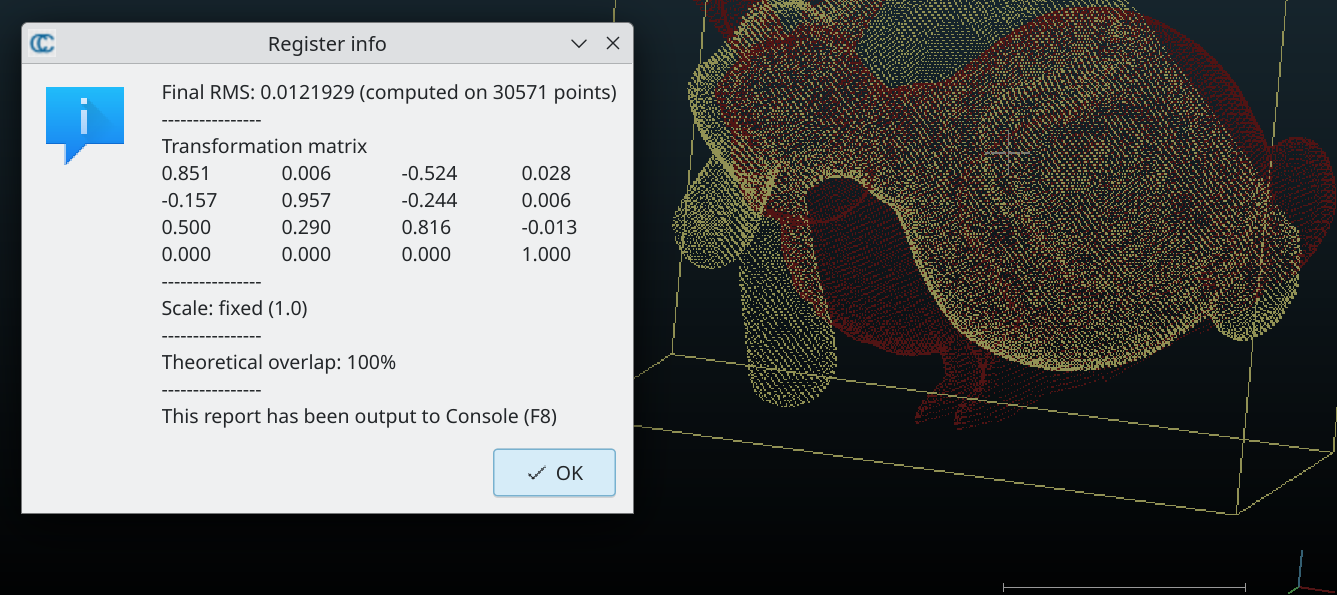 Register info
Final RMS: 0.0121929 (computed on 30571 points)
----------------
Transformation matrix
0.851 0.006 -0.524 0.028
-0.157 0.957 -0.244 0.006
0.500 0.290 0.816 -0.013
0.000 0.000 0.000 1.000
----------------
Scale: fixed (1.0)
----------------
Theoretical overlap: 100%
----------------
This report has been output to Console (F8)
OK